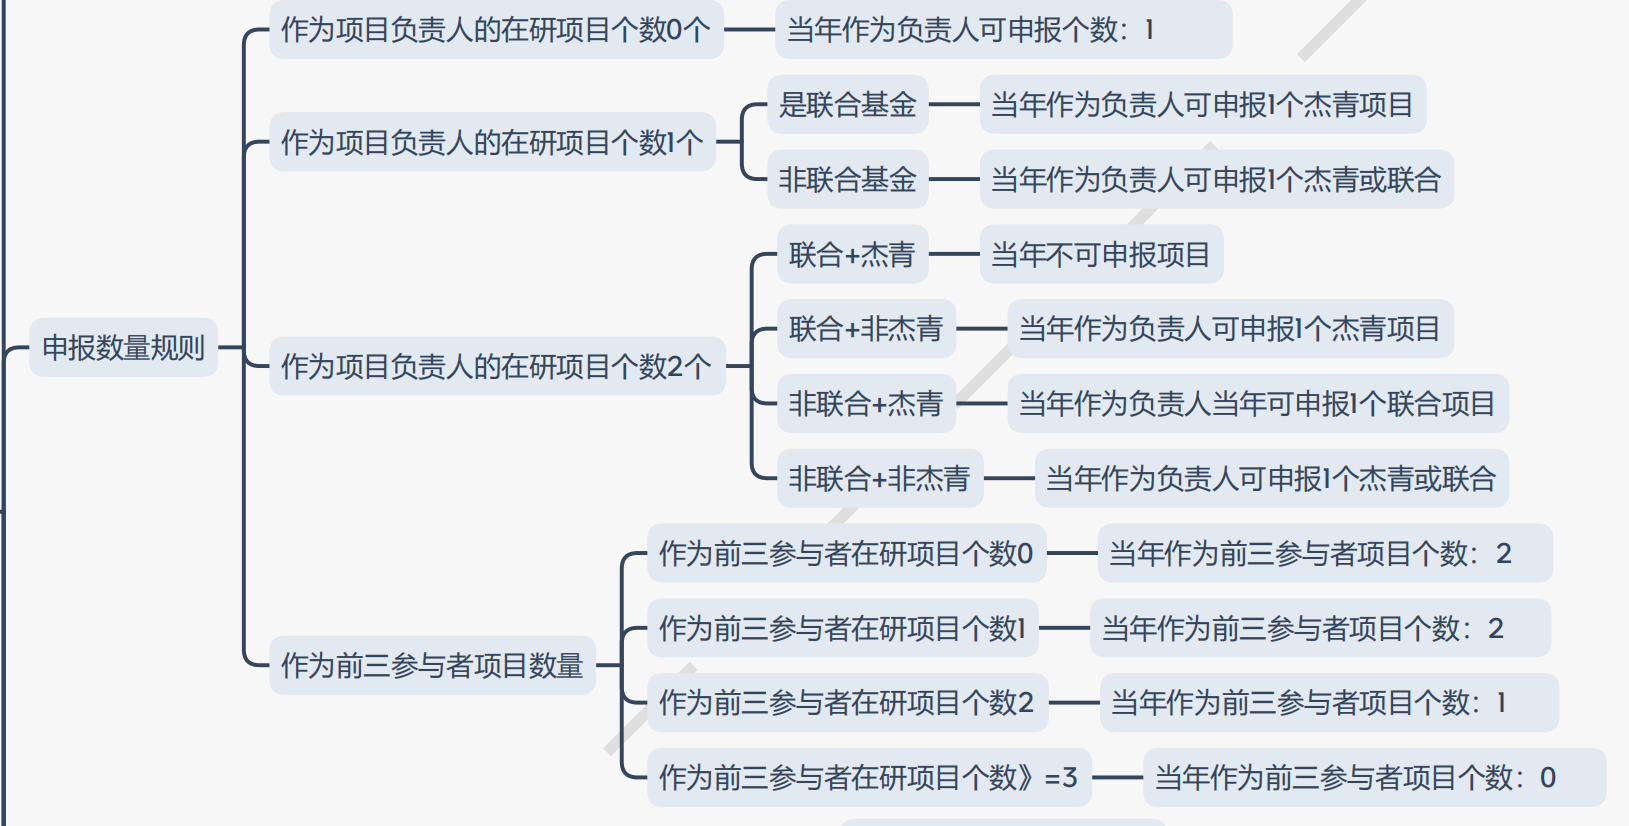 作为项目负责人的在研项目个数0个
当年作为负责人可申报个数：1
作为项目负责人的在研项目个数1个
是联合基金
当年作为负责人可申报1个杰青项目
非联合基金
当年作为负责人可申报1个杰青或联合
申报数量规则
作为项目负责人的在研项目个数2个
联合+杰青
当年不可申报项目
联合+非杰青
当年作为负责人可申报1个杰青项目
非联合+杰青
当年作为负责人当年可申报1个联合项目
非联合+非杰青
当年作为负责人可申报1个杰青或联合
作为前三参与者项目数量
作为前三参与者在研项目个数0
当年作为前三参与者项目个数：2
作为前三参与者在研项目个数1
当年作为前三参与者项目个数：2
作为前三参与者在研项目个数2
当年作为前三参与者项目个数：1
作为前三参与者在研项目个数》=3
当年作为前三参与者项目个数：0